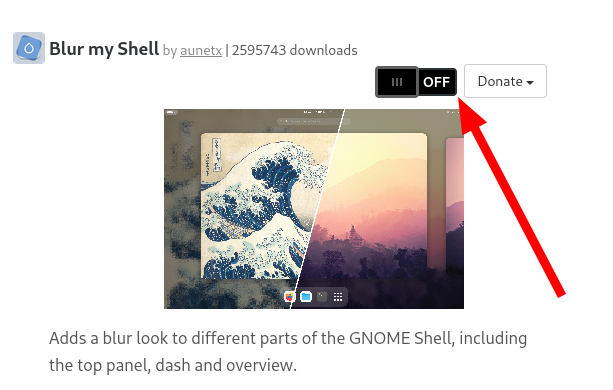 Blur my Shell by aunetx | 2595743 downloads
OFF Donate
Adds a blur look to different parts of the GNOME Shell, including
the top panel, dash and overview.